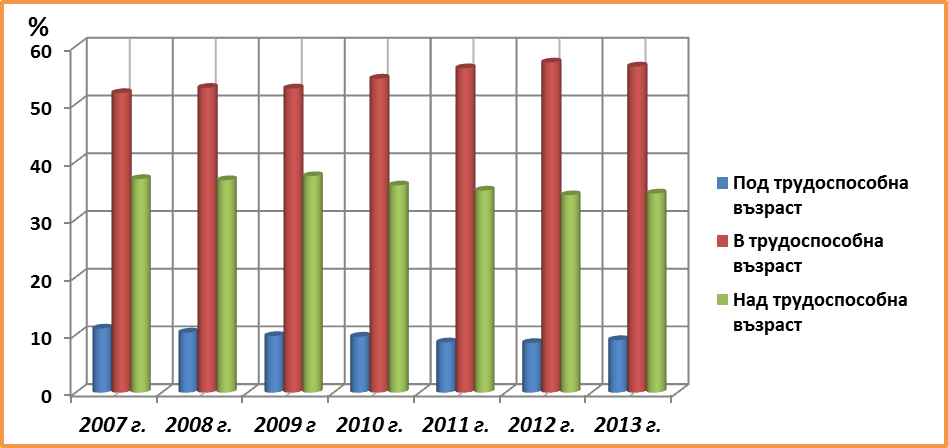 %
60
50
40
30
20
10
0
2007 г.
2008 г.
2009 г
2010 г.
2011 г.
2012 г.
2013 г.
Под трудоспособна
възраст
В трудоспособна
възраст
Над трудоспособна
възраст